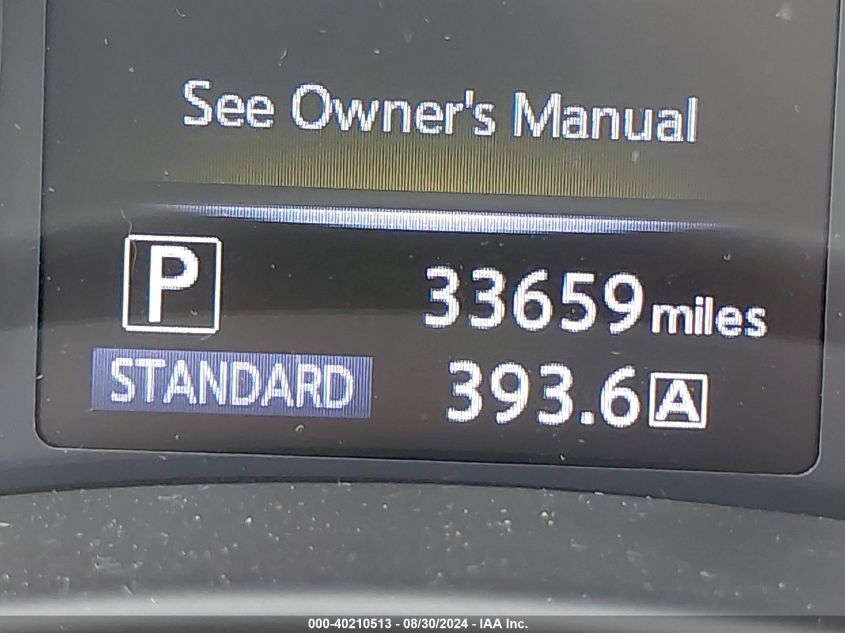 See Owner's Manual
P
33659 miles
STANDARD
393.6 A
000-40210513 - 08/30/2024 - IAA Inc.